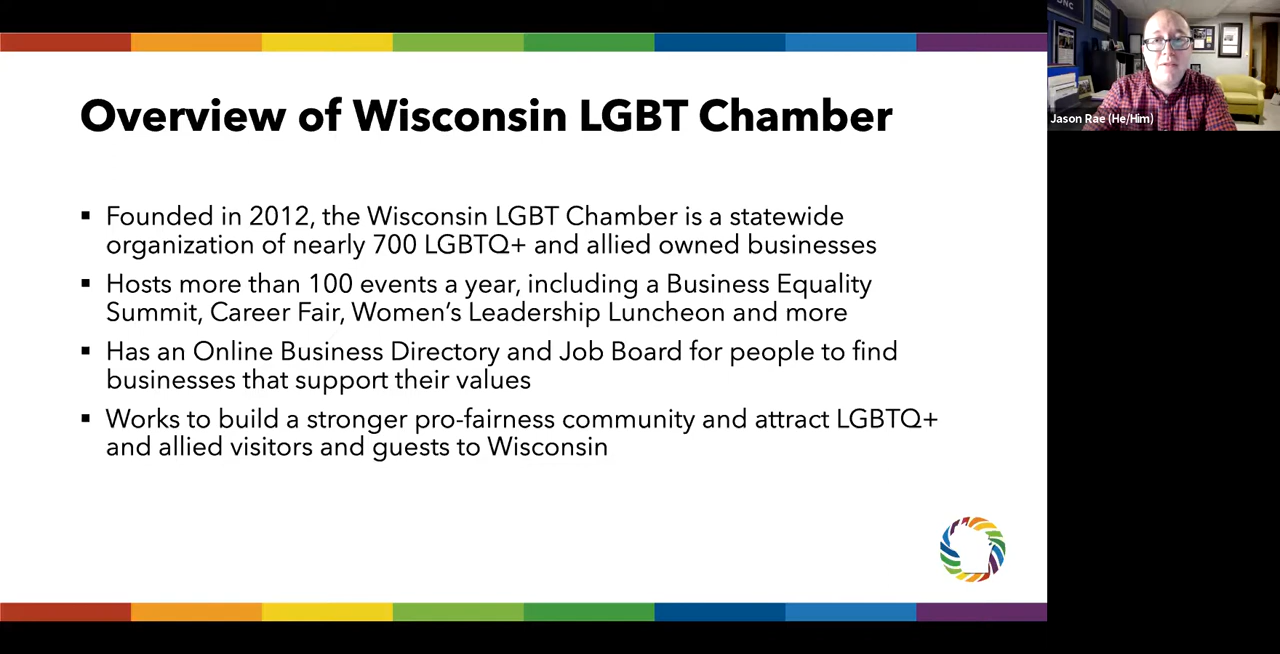 Overview of Wisconsin LGBT Chamber
▪ Founded in 2012, the Wisconsin LGBT Chamber is a statewide
organization of nearly 700 LGBTQ+ and allied owned businesses
▪ Hosts more than 100 events a year, including a Business Equality
Summit, Career Fair, Women’s Leadership Luncheon and more
▪ Has an Online Business Directory and Job Board for people to find
businesses that support their values
▪ Works to build a stronger pro-fairness community and attract LGBTQ+
and allied visitors and guests to Wisconsin
Jason Rae (He/Him)